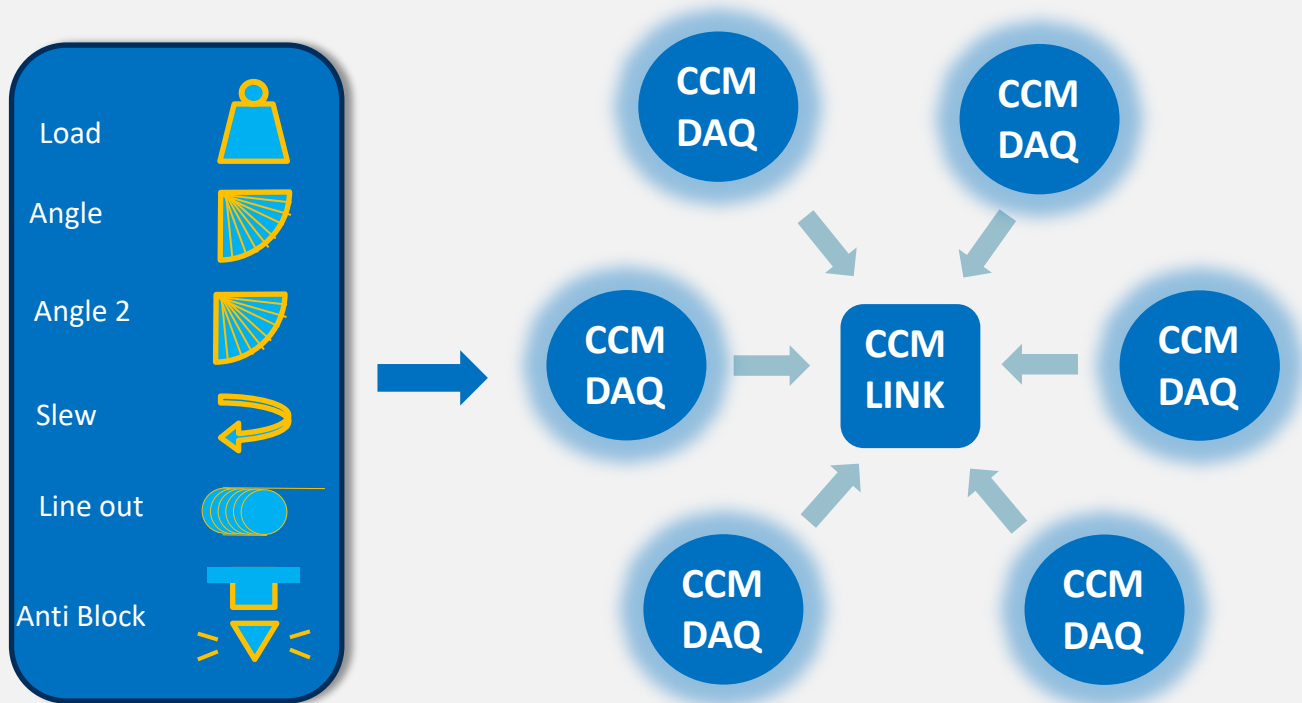 Load
Angle
Angle 2
Slew
Line out
Anti Block
CCM
DAQ
CCM
DAQ
CCM
DAQ
CCM
LINK
CCM
DAQ
CCM
DAQ
CCM
DAQ